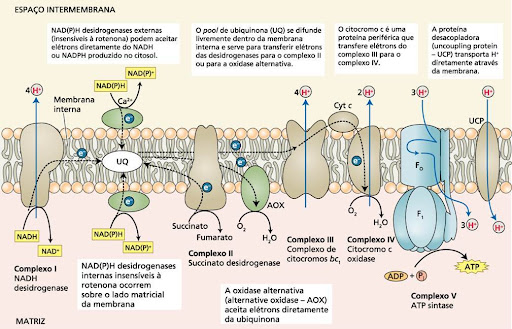 ESPAÇO INTERMEMBRANA
NAD(P)H desidrogenases externas
(insensíveis à rotenona) podem aceitar
elétrons diretamente do NADH
ou NADPH produzido no citosol.
O pool de ubiquinona (UQ) se difunde
livremente dentro da membrana
interna e serve para transferir elétrons
das desidrogenases para o complexo II
ou para a oxidase alternativa.
O citocromo c é uma
proteína periférica que
transfere elétrons do
complexo III para o
complexo IV.
A proteína
desacopladora
(uncoupling protein
– UCP) transporta H⁺
diretamente através
da membrana.
NAD(P)⁺
NAD(P)H
4 H⁺
Ca²⁺
Membrana
interna
e⁻
4 H⁺
Cyt c
2 H⁺
3 H⁺
H⁺
UCP
e⁻
e⁻
UQ
e⁻
e⁻
e⁻
e⁻
AOX
F₀
F₁
NADH
NAD⁺
NAD(P)H
NAD(P)⁺
Succinato
Fumarato
O₂
H₂O
O₂
H₂O
3 H⁺
H⁺
ADP + Pᵢ
ATP
Complexo I
NADH
desidrogenase
NAD(P)H desidrogenases
internas insensíveis à
rotenona ocorrem
sobre o lado matricial
da membrana
Complexo II
Succinato desidrogenase
Complexo III
Complexo de
citocromos bc₁
Complexo IV
Citocromo c
oxidase
Complexo V
ATP sintase
A oxidase alternativa
(alternative oxidase – AOX)
aceita elétrons diretamente
da ubiquinona
MATRIZ